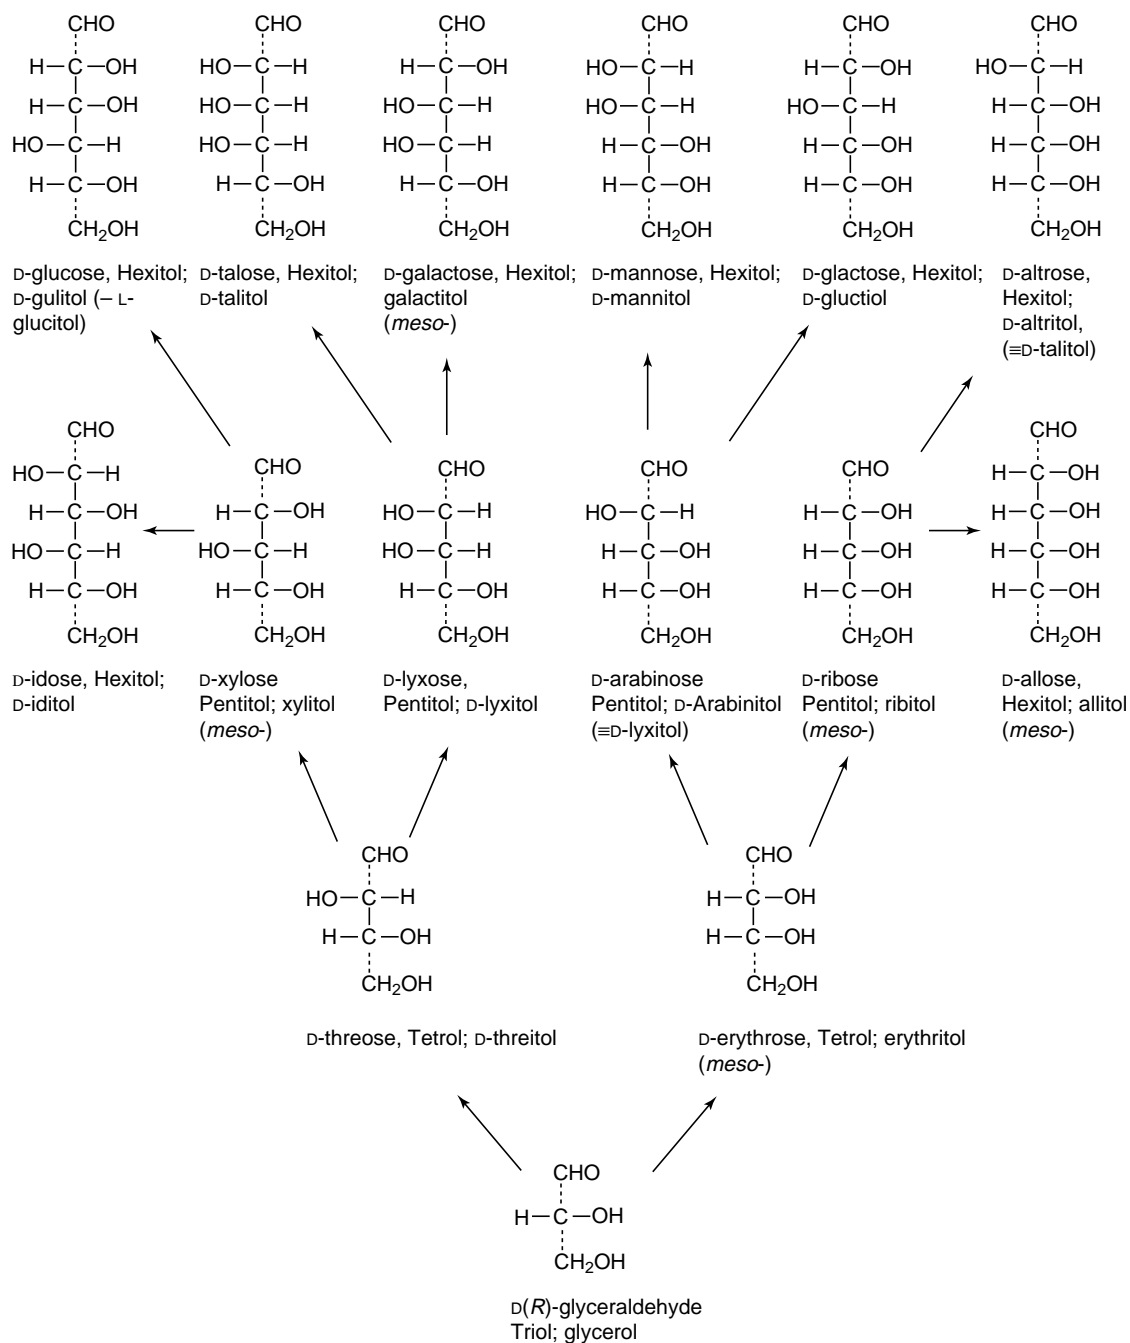 CHO
H–C–OH
H–C–OH
HO–C–H
H–C–OH
CH2OH
D-glucose, Hexitol;
D-gulitol (– L-
glucitol)
CHO
HO–C–H
HO–C–H
HO–C–H
H–C–OH
CH2OH
D-talose, Hexitol;
D-talitol
CHO
H–C–OH
HO–C–H
HO–C–H
H–C–OH
CH2OH
D-galactose, Hexitol;
galactitol
(meso-)
CHO
HO–C–H
HO–C–H
H–C–OH
H–C–OH
CH2OH
D-mannose, Hexitol;
D-mannitol
CHO
H–C–OH
HO–C–H
H–C–OH
H–C–OH
CH2OH
D-glactose, Hexitol;
D-gluctiol
CHO
HO–C–H
H–C–OH
H–C–OH
H–C–OH
CH2OH
D-altrose,
Hexitol;
D-altritol,
(≡D-talitol)
CHO
HO–C–H
H–C–OH
HO–C–H
H–C–OH
CH2OH
D-idose, Hexitol;
D-iditol
CHO
H–C–OH
HO–C–H
H–C–OH
CH2OH
D-xylose
Pentitol; xylitol
(meso-)
CHO
HO–C–H
HO–C–H
H–C–OH
CH2OH
D-lyxose,
Pentitol; D-lyxitol
CHO
HO–C–H
H–C–OH
H–C–OH
CH2OH
D-arabinose
Pentitol; D-Arabinitol
(≡D-lyxitol)
CHO
H–C–OH
H–C–OH
H–C–OH
CH2OH
D-ribose
Pentitol; ribitol
(meso-)
CHO
H–C–OH
H–C–OH
H–C–OH
H–C–OH
CH2OH
D-allose,
Hexitol; allitol
(meso-)
CHO
HO–C–H
H–C–OH
CH2OH
D-threose, Tetrol; D-threitol
CHO
H–C–OH
H–C–OH
CH2OH
D-erythrose, Tetrol; erythritol
(meso-)
CHO
H–C–OH
CH2OH
D(R)-glyceraldehyde
Triol; glycerol